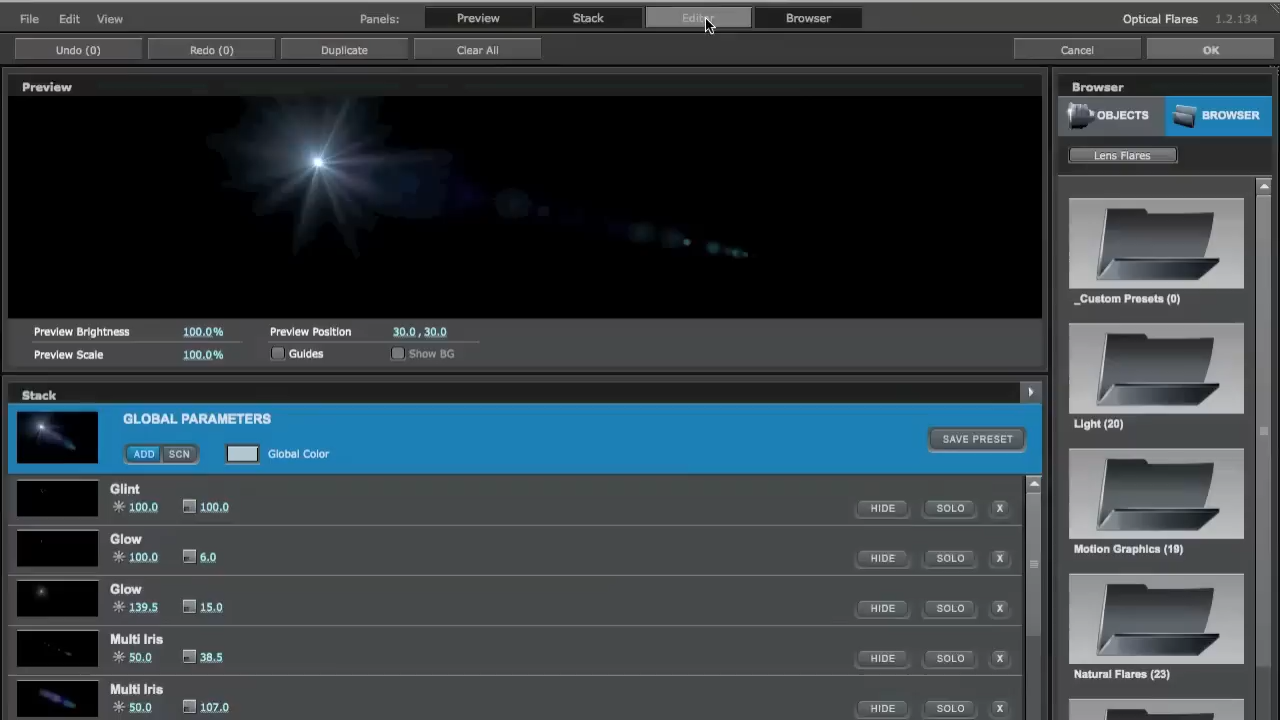 File Edit View Panels: Preview Stack Editor Browser Optical Flares 1.2.134
Undo (0) Redo (0) Duplicate Clear All Cancel OK
Preview
Browser
OBJECTS BROWSER
Lens Flares
_Custom Presets (0)
Light (20)
Motion Graphics (19)
Natural Flares (23)
Preview Brightness 100.0% Preview Position 30.0 , 30.0
Preview Scale 100.0% Guides Show BG
Stack
GLOBAL PARAMETERS
ADD SCN Global Color SAVE PRESET
Glint
100.0 100.0 HIDE SOLO X
Glow
100.0 6.0 HIDE SOLO X
Glow
139.5 15.0 HIDE SOLO X
Multi Iris
50.0 38.5 HIDE SOLO X
Multi Iris
50.0 107.0 HIDE SOLO X